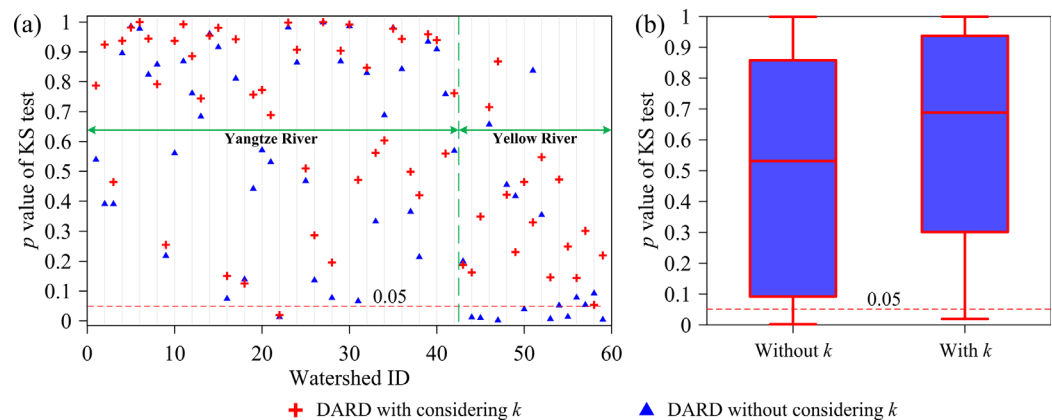 (a)
p value of KS test
1
0.9
0.8
0.7
0.6
0.5
0.4
0.3
0.2
0.1
0
Yangtze River
Yellow River
0.05
0 10 20 30 40 50 60
Watershed ID
(b)
p value of KS test
1
0.9
0.8
0.7
0.6
0.5
0.4
0.3
0.2
0.1
0
0.05
Without k With k
DARD with considering k DARD without considering k